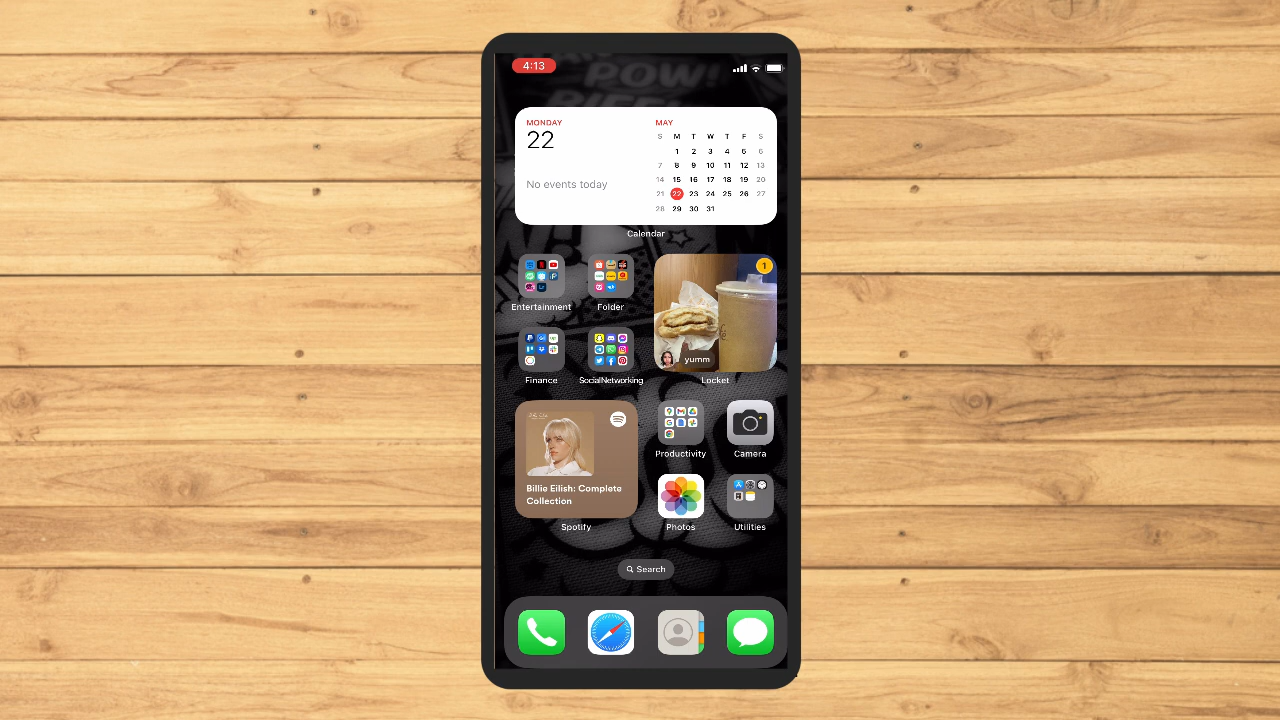 POW!
4:13
MONDAY
22
No events today
MAY
S M T W T F S
1 2 3 4 5 6
7 8 9 10 11 12 13
14 15 16 17 18 19 20
21 22 23 24 25 26 27
28 29 30 31
Calendar
1
yumm
Entertainment
Folder
Finance
SocialNetworking
Locket
Billie Eilish: Complete
Collection
Spotify
Productivity
Camera
Photos
Utilities
Search